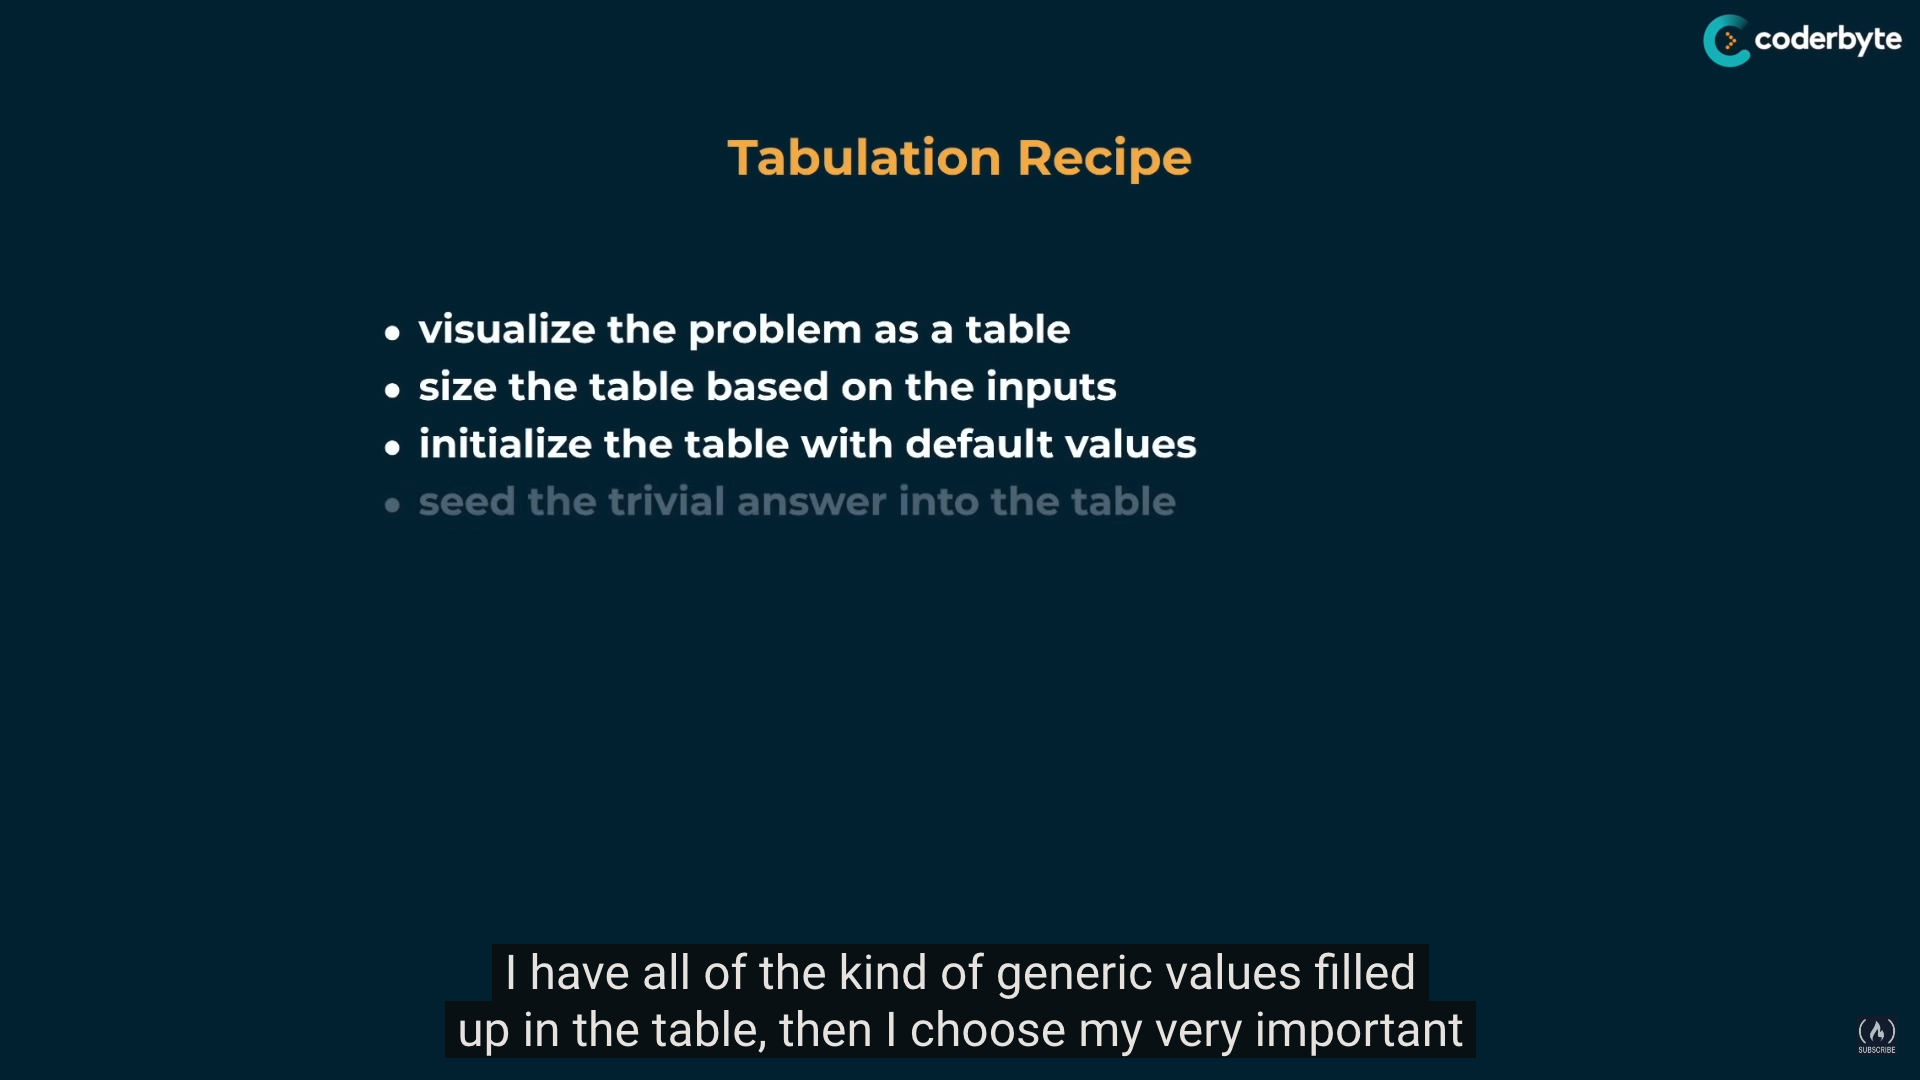 coderbyte
Tabulation Recipe
• visualize the problem as a table
• size the table based on the inputs
• initialize the table with default values
• seed the trivial answer into the table
I have all of the kind of generic values filled
up in the table, then I choose my very important
SUBSCRIBE